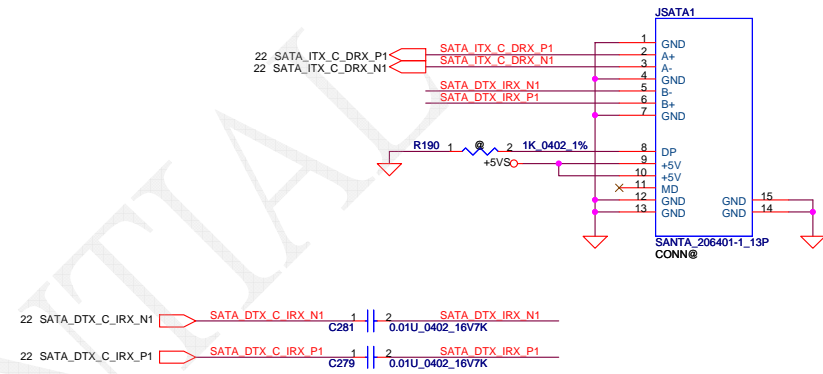 JSATA1
1 GND
22 SATA_ITX_C_DRX_P1 SATA_ITX_C_DRX_P1 2 A+
22 SATA_ITX_C_DRX_N1 SATA_ITX_C_DRX_N1 3 A-
4 GND
SATA_DTX_IRX_N1 5 B-
SATA_DTX_IRX_P1 6 B+
7 GND
R190 1 @ 2 1K_0402_1% 8 DP
+5VS 9 +5V
10 +5V
11 MD
12 GND GND 15
13 GND GND 14
SANTA_206401-1_13P
CONN@
22 SATA_DTX_C_IRX_N1 SATA_DTX_C_IRX_N1 1 2 SATA_DTX_IRX_N1
C281 0.01U_0402_16V7K
22 SATA_DTX_C_IRX_P1 SATA_DTX_C_IRX_P1 1 2 SATA_DTX_IRX_P1
C279 0.01U_0402_16V7K
NTIAL